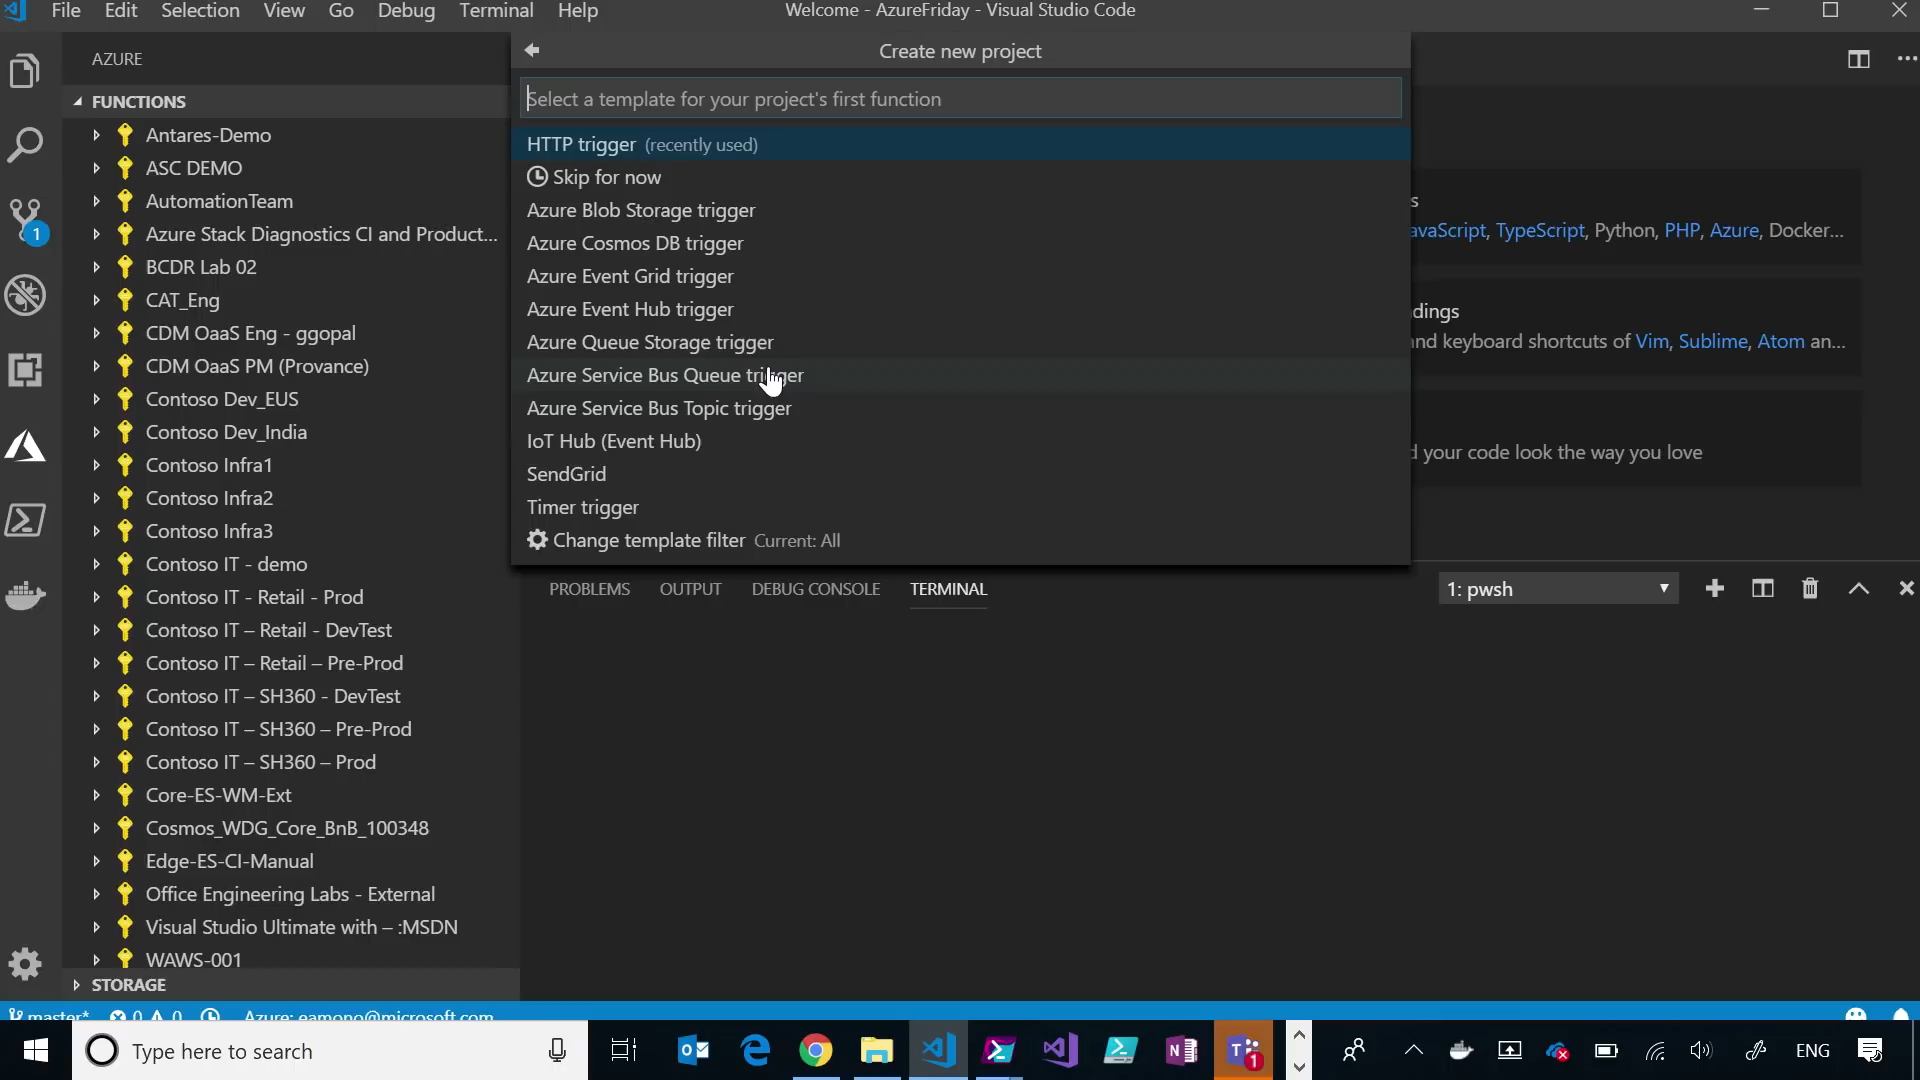 File Edit Selection View Go Debug Terminal Help
Welcome - AzureFriday - Visual Studio Code
AZURE
FUNCTIONS
Antares-Demo
ASC DEMO
AutomationTeam
Azure Stack Diagnostics CI and Product...
BCDR Lab 02
CAT_Eng
CDM OaaS Eng - ggopal
CDM OaaS PM (Provance)
Contoso Dev_EUS
Contoso Dev_India
Contoso Infra1
Contoso Infra2
Contoso Infra3
Contoso IT - demo
Contoso IT - Retail - Prod
Contoso IT – Retail - DevTest
Contoso IT – Retail – Pre-Prod
Contoso IT – SH360 - DevTest
Contoso IT – SH360 – Pre-Prod
Contoso IT – SH360 – Prod
Core-ES-WM-Ext
Cosmos_WDG_Core_BnB_100348
Edge-ES-CI-Manual
Office Engineering Labs - External
Visual Studio Ultimate with – :MSDN
WAWS-001
STORAGE
1
Create new project
Select a template for your project's first function
HTTP trigger (recently used)
Skip for now
Azure Blob Storage trigger
Azure Cosmos DB trigger
Azure Event Grid trigger
Azure Event Hub trigger
Azure Queue Storage trigger
Azure Service Bus Queue trigger
Azure Service Bus Topic trigger
IoT Hub (Event Hub)
SendGrid
Timer trigger
Change template filter Current: All
s
avaScript, TypeScript, Python, PHP, Azure, Docker...
dings
nd keyboard shortcuts of Vim, Sublime, Atom an...
d your code look the way you love
PROBLEMS OUTPUT DEBUG CONSOLE TERMINAL
1: pwsh
master* 0 0 Azure: eamono@microsoft.com
Type here to search
1
ENG